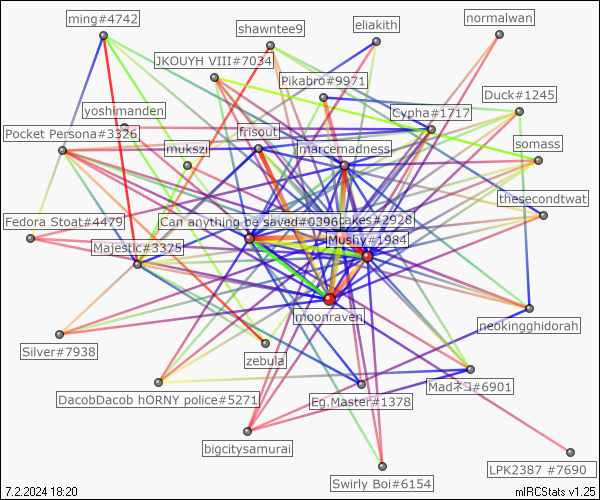 ming#4742
shawntee9
eliakith
normalwan
JKOUYH VIII#7034
Pikabro#9971
Duck#1245
yoshimanden
Cypha#1717
Pocket Persona#3326
frisout
mukszi
marcemadness
somass
thesecondtwat
Fedora Stoat#4479
Can anything be saved#0396
cakes#2928
Majestic#3375
Mushy#1984
moonraven
neokingghidorah
Silver#7938
zebula
DacobDacob hORNY police#5271
Eg.Master#1378
Madネコ#6901
bigcitysamurai
LPK2387 #7690
Swirly Boi#6154
7.2.2024 18:20
mIRCStats v1.25